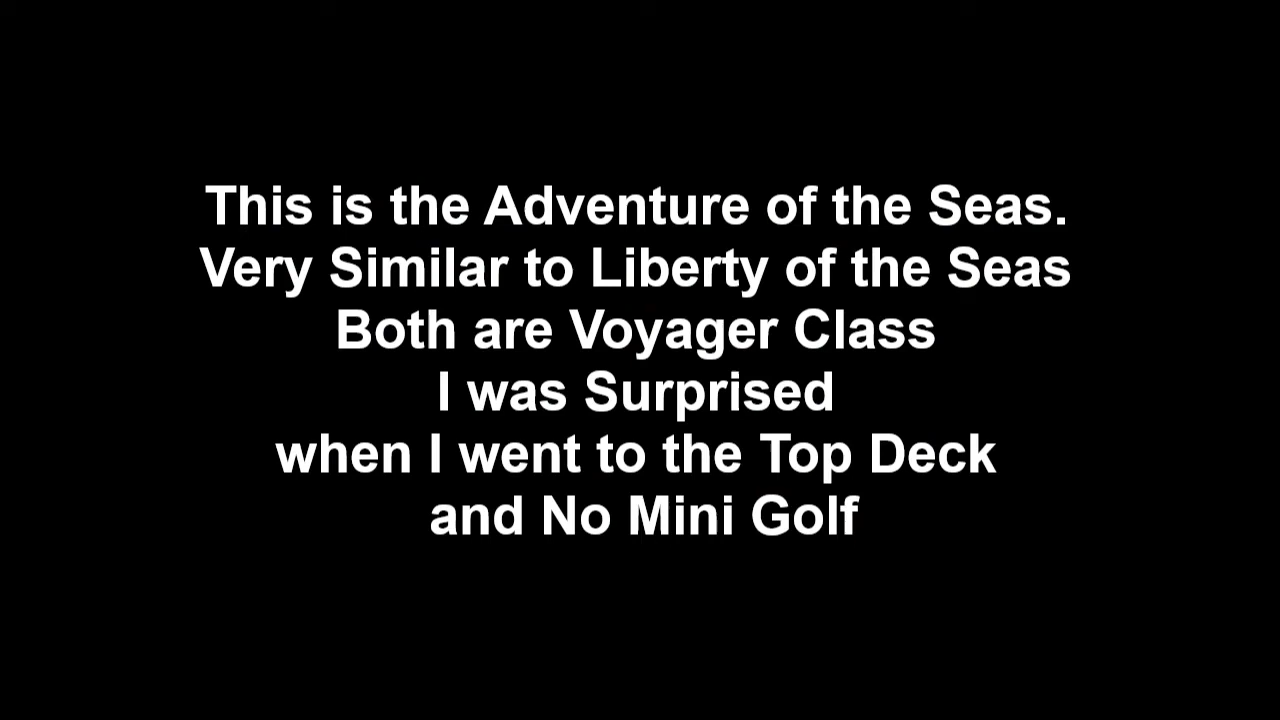 This is the Adventure of the Seas.
Very Similar to Liberty of the Seas
Both are Voyager Class
I was Surprised
when I went to the Top Deck
and No Mini Golf